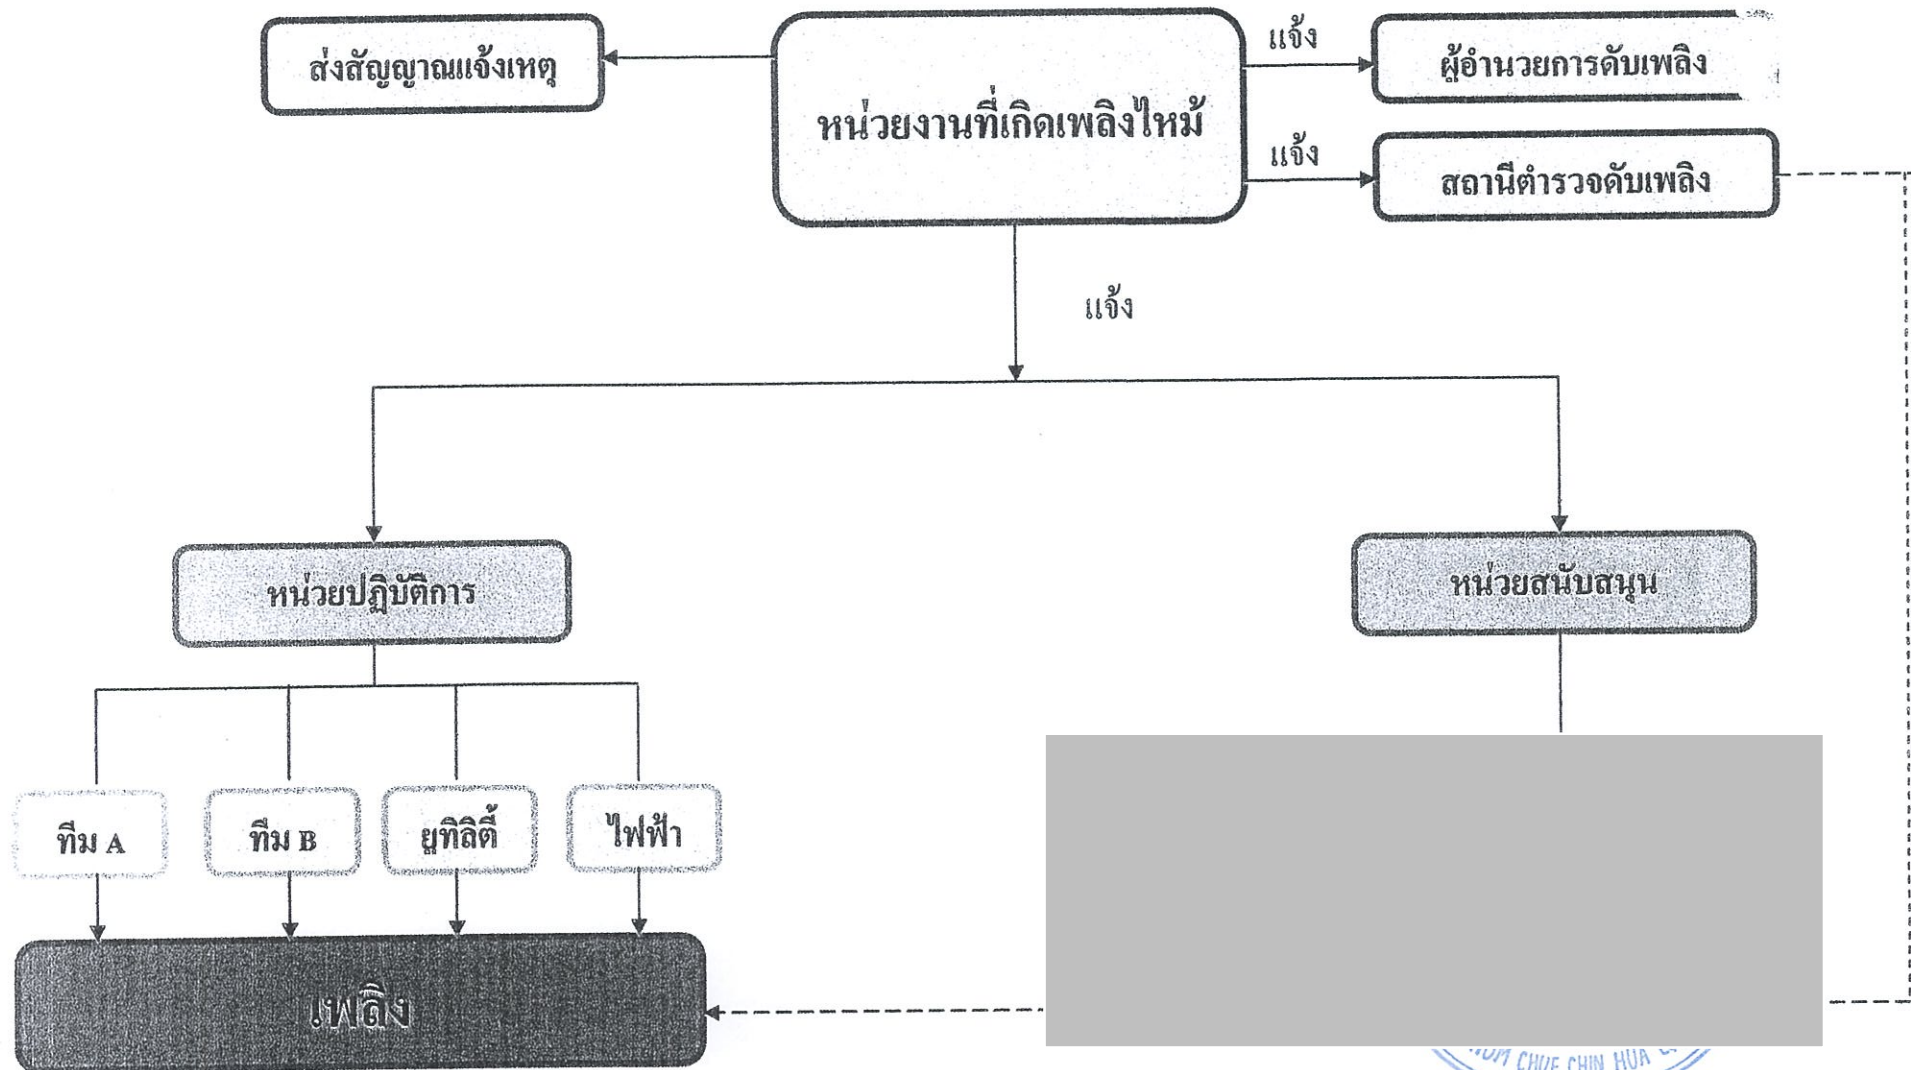 ส่งสัญญาณแจ้งเหตุ
หน่วยงานที่เกิดเพลิงไหม้
แจ้ง
ผู้อำนวยการดับเพลิง
แจ้ง
สถานีตำรวจดับเพลิง
แจ้ง
หน่วยปฏิบัติการ
หน่วยสนับสนุน
ทีม A
ทีม B
ยูทิลิตี้
ไฟฟ้า
เพลิง
CHUE CHIN HUA